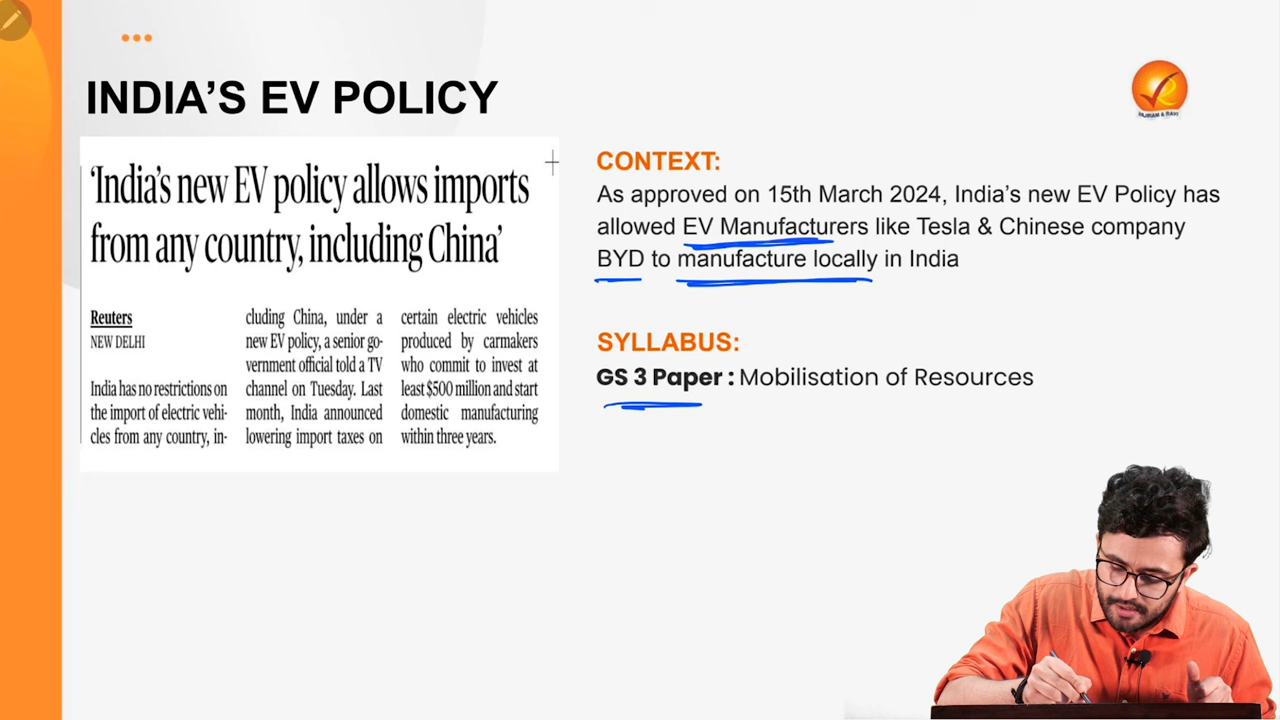 INDIA’S EV POLICY
‘India’s new EV policy allows imports
from any country, including China’
Reuters
NEW DELHI
India has no restrictions on
the import of electric vehi-
cles from any country, in-
cluding China, under a
new EV policy, a senior go-
vernment official told a TV
channel on Tuesday. Last
month, India announced
lowering import taxes on
certain electric vehicles
produced by carmakers
who commit to invest at
least $500 million and start
domestic manufacturing
within three years.
CONTEXT:
As approved on 15th March 2024, India’s new EV Policy has
allowed EV Manufacturers like Tesla & Chinese company
BYD to manufacture locally in India
SYLLABUS:
GS 3 Paper : Mobilisation of Resources
VAJIRAM & RAVI